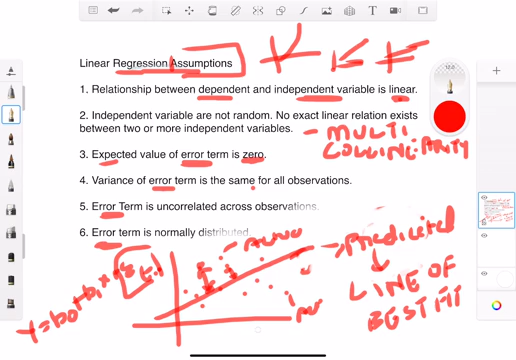 Linear Regression Assumptions
1. Relationship between dependent and independent variable is linear.
2. Independent variable are not random. No exact linear relation exists
between two or more independent variables.
- MULTI
COLLINEARITY
3. Expected value of error term is zero.
4. Variance of error term is the same for all observations.
5. Error Term is uncorrelated across observations.
6. Error term is normally distributed.
Predicted
LINE OF
BEST FIT